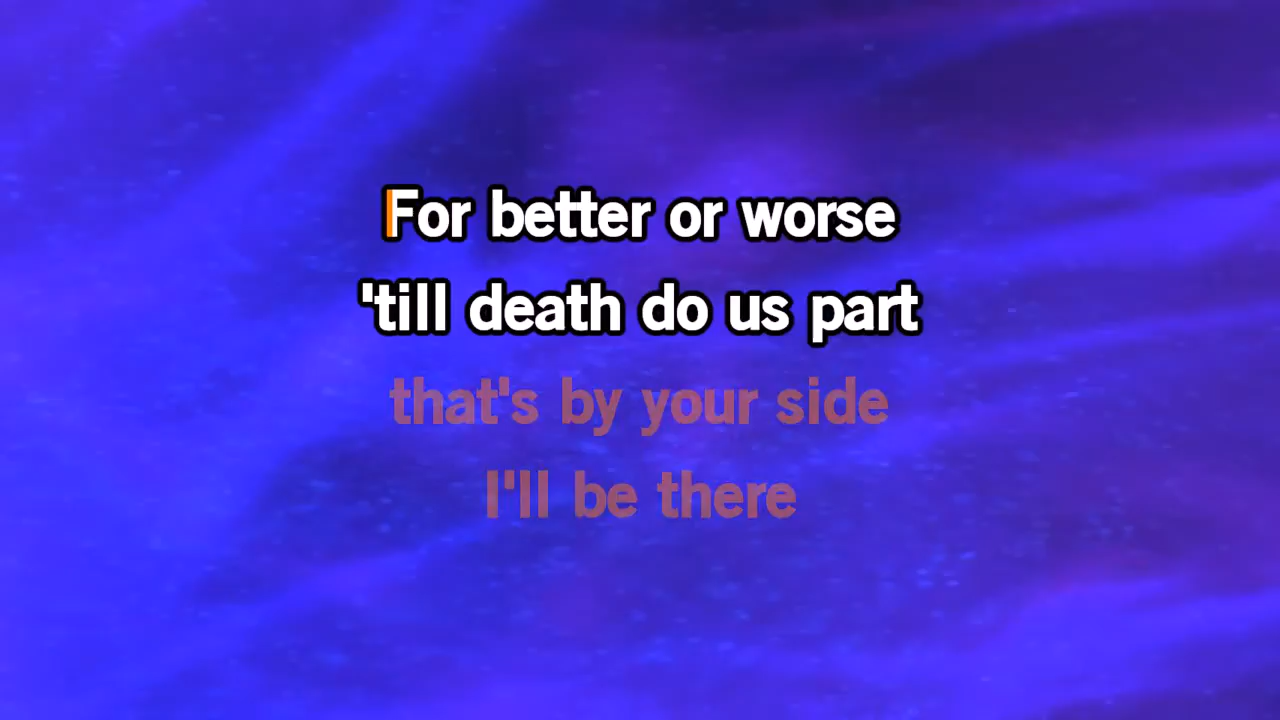 For better or worse
'till death do us part
that's by your side
I'll be there